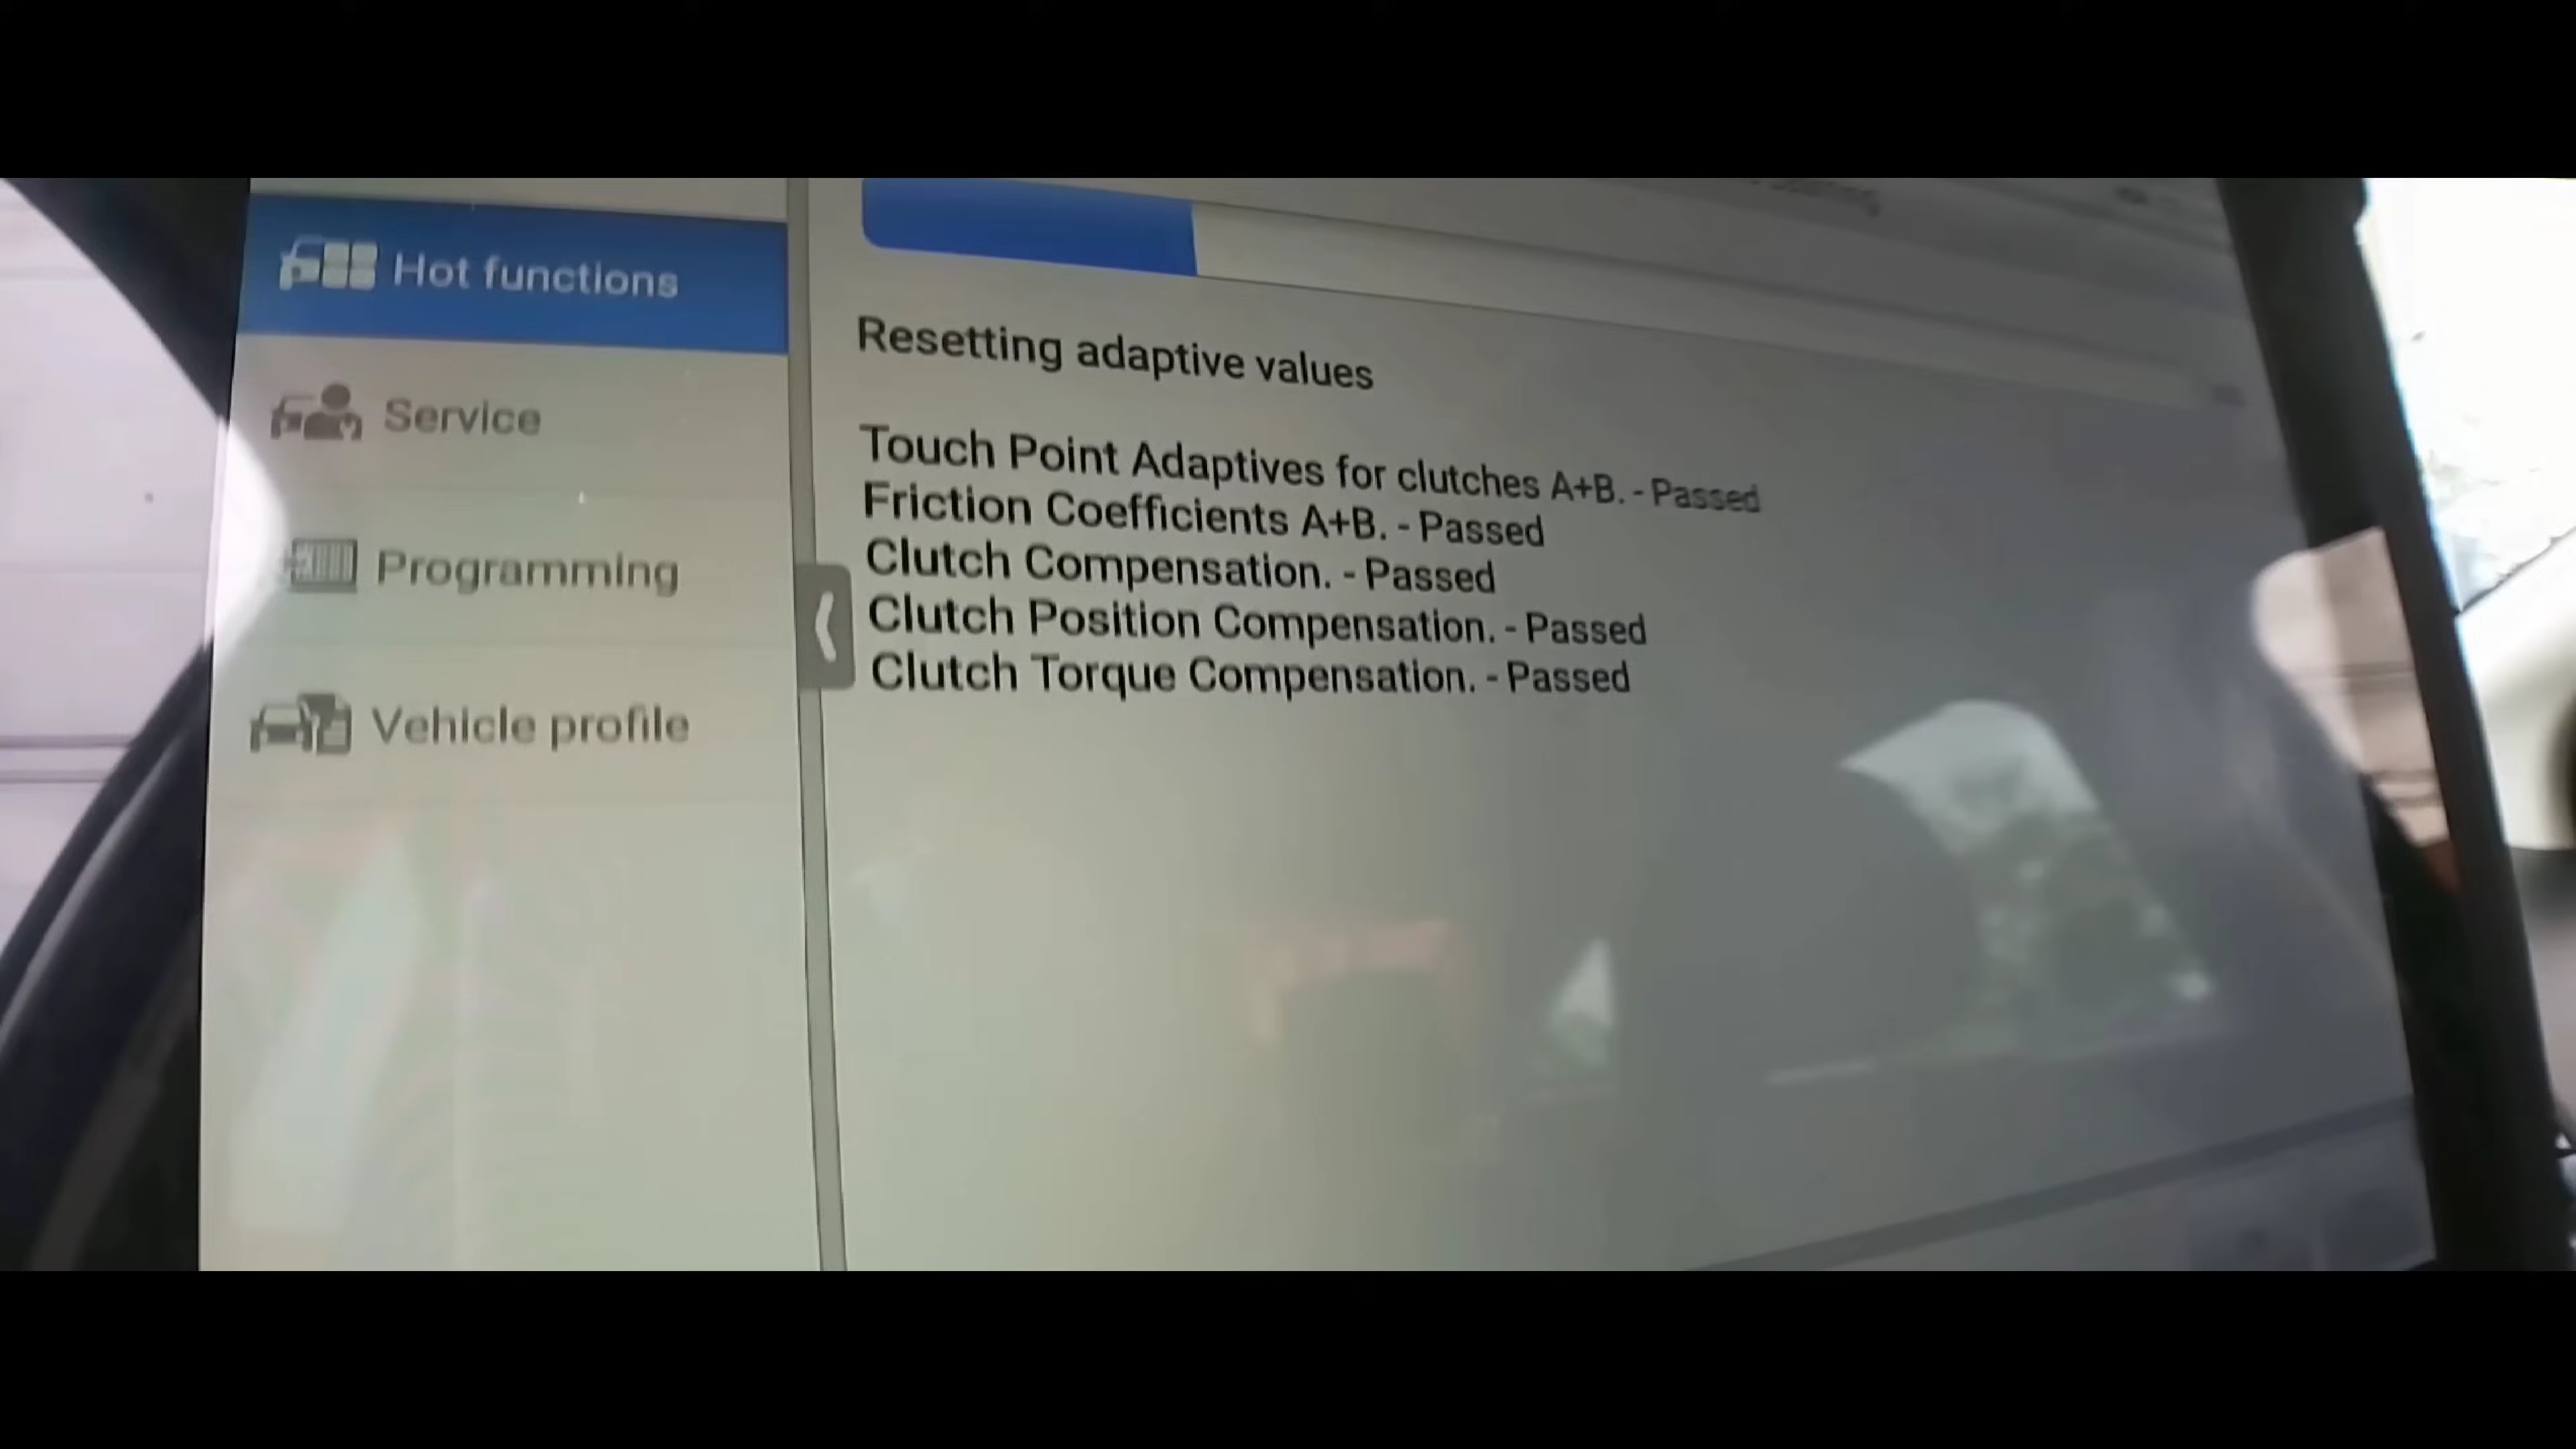 Hot functions
Service
Programming
Vehicle profile
Resetting adaptive values
Touch Point Adaptives for clutches A+B. - Passed
Friction Coefficients A+B. - Passed
Clutch Compensation. - Passed
Clutch Position Compensation. - Passed
Clutch Torque Compensation. - Passed